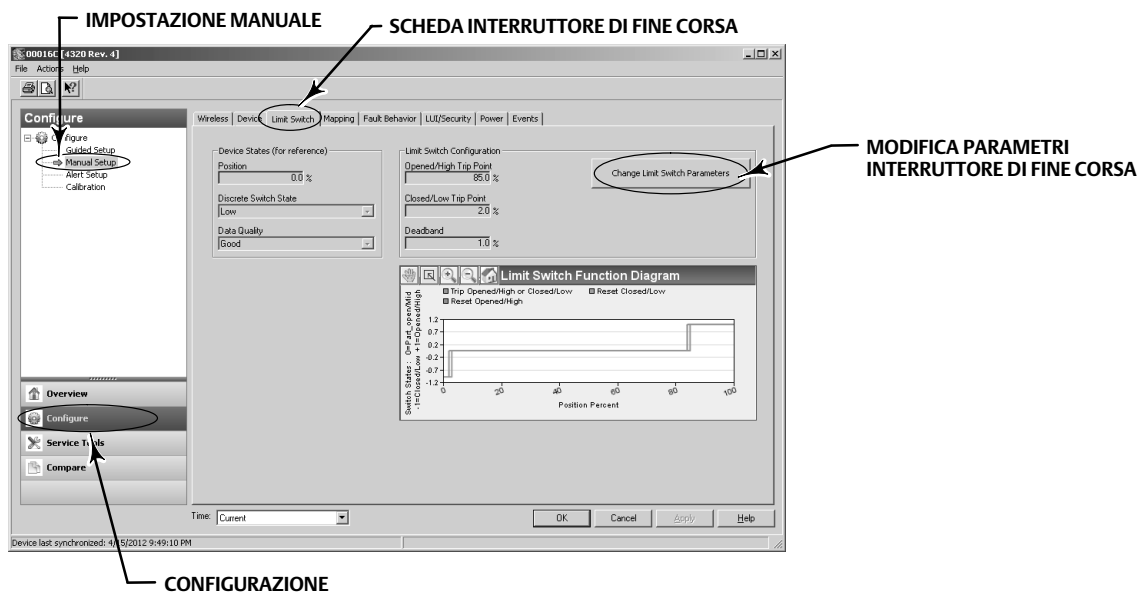 IMPOSTAZIONE MANUALE
SCHEDA INTERRUTTORE DI FINE CORSA
00016C [4320 Rev. 4]
File Actions Help
Configure
Configure
Guided Setup
Manual Setup
Alert Setup
Calibration
Wireless Device Limit Switch Mapping Fault Behavior LUI/Security Power Events
Device States (for reference)
Position
0.0 %
Discrete Switch State
Low
Data Quality
Good
Limit Switch Configuration
Opened/High Trip Point
85.0 %
Closed/Low Trip Point
2.0 %
Deadband
1.0 %
Change Limit Switch Parameters
MODIFICA PARAMETRI
INTERRUTTORE DI FINE CORSA
Limit Switch Function Diagram
Trip Opened/High or Closed/Low Reset Closed/Low
Reset Opened/High
Switch States: 0=Part_open/Mid
-1=Closed/Low +1=Opened/High
1.2
0.7
0.2
-0.2
-0.7
-1.2
0 20 40 60 80 100
Position Percent
Overview
Configure
Service Tools
Compare
Time: Current
OK Cancel Apply Help
Device last synchronized: 4/15/2012 9:49:10 PM
CONFIGURAZIONE